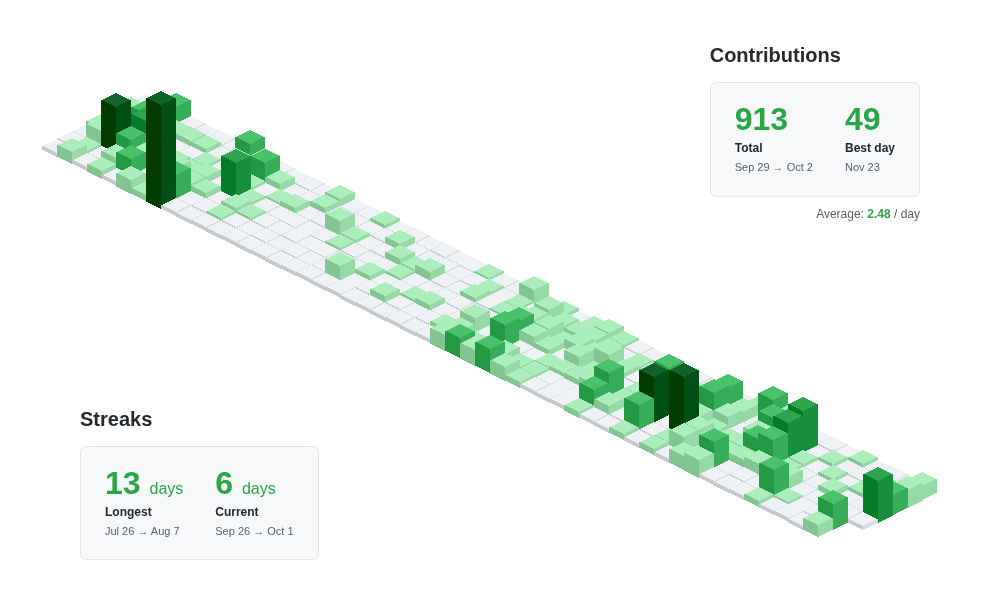 Contributions
913 49
Total Best day
Sep 29 → Oct 2 Nov 23
Average: 2.48 / day
Streaks
13 days 6 days
Longest Current
Jul 26 → Aug 7 Sep 26 → Oct 1